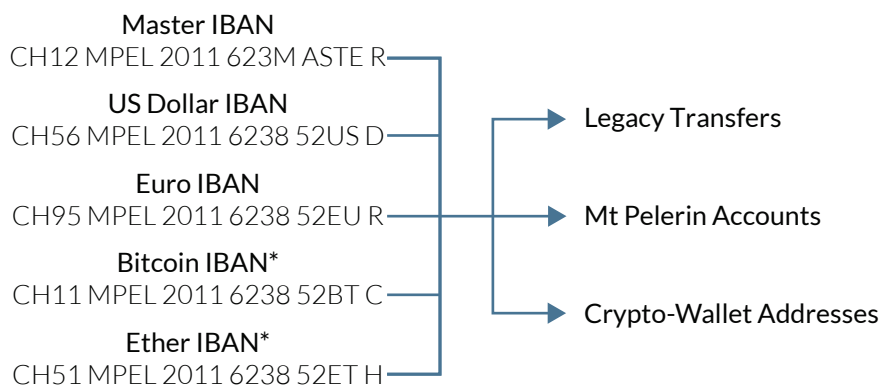 Master IBAN
CH12 MPEL 2011 623M ASTE R
US Dollar IBAN
CH56 MPEL 2011 6238 52US D
Euro IBAN
CH95 MPEL 2011 6238 52EU R
Bitcoin IBAN*
CH11 MPEL 2011 6238 52BT C
Ether IBAN*
CH51 MPEL 2011 6238 52ET H
Legacy Transfers
Mt Pelerin Accounts
Crypto-Wallet Addresses